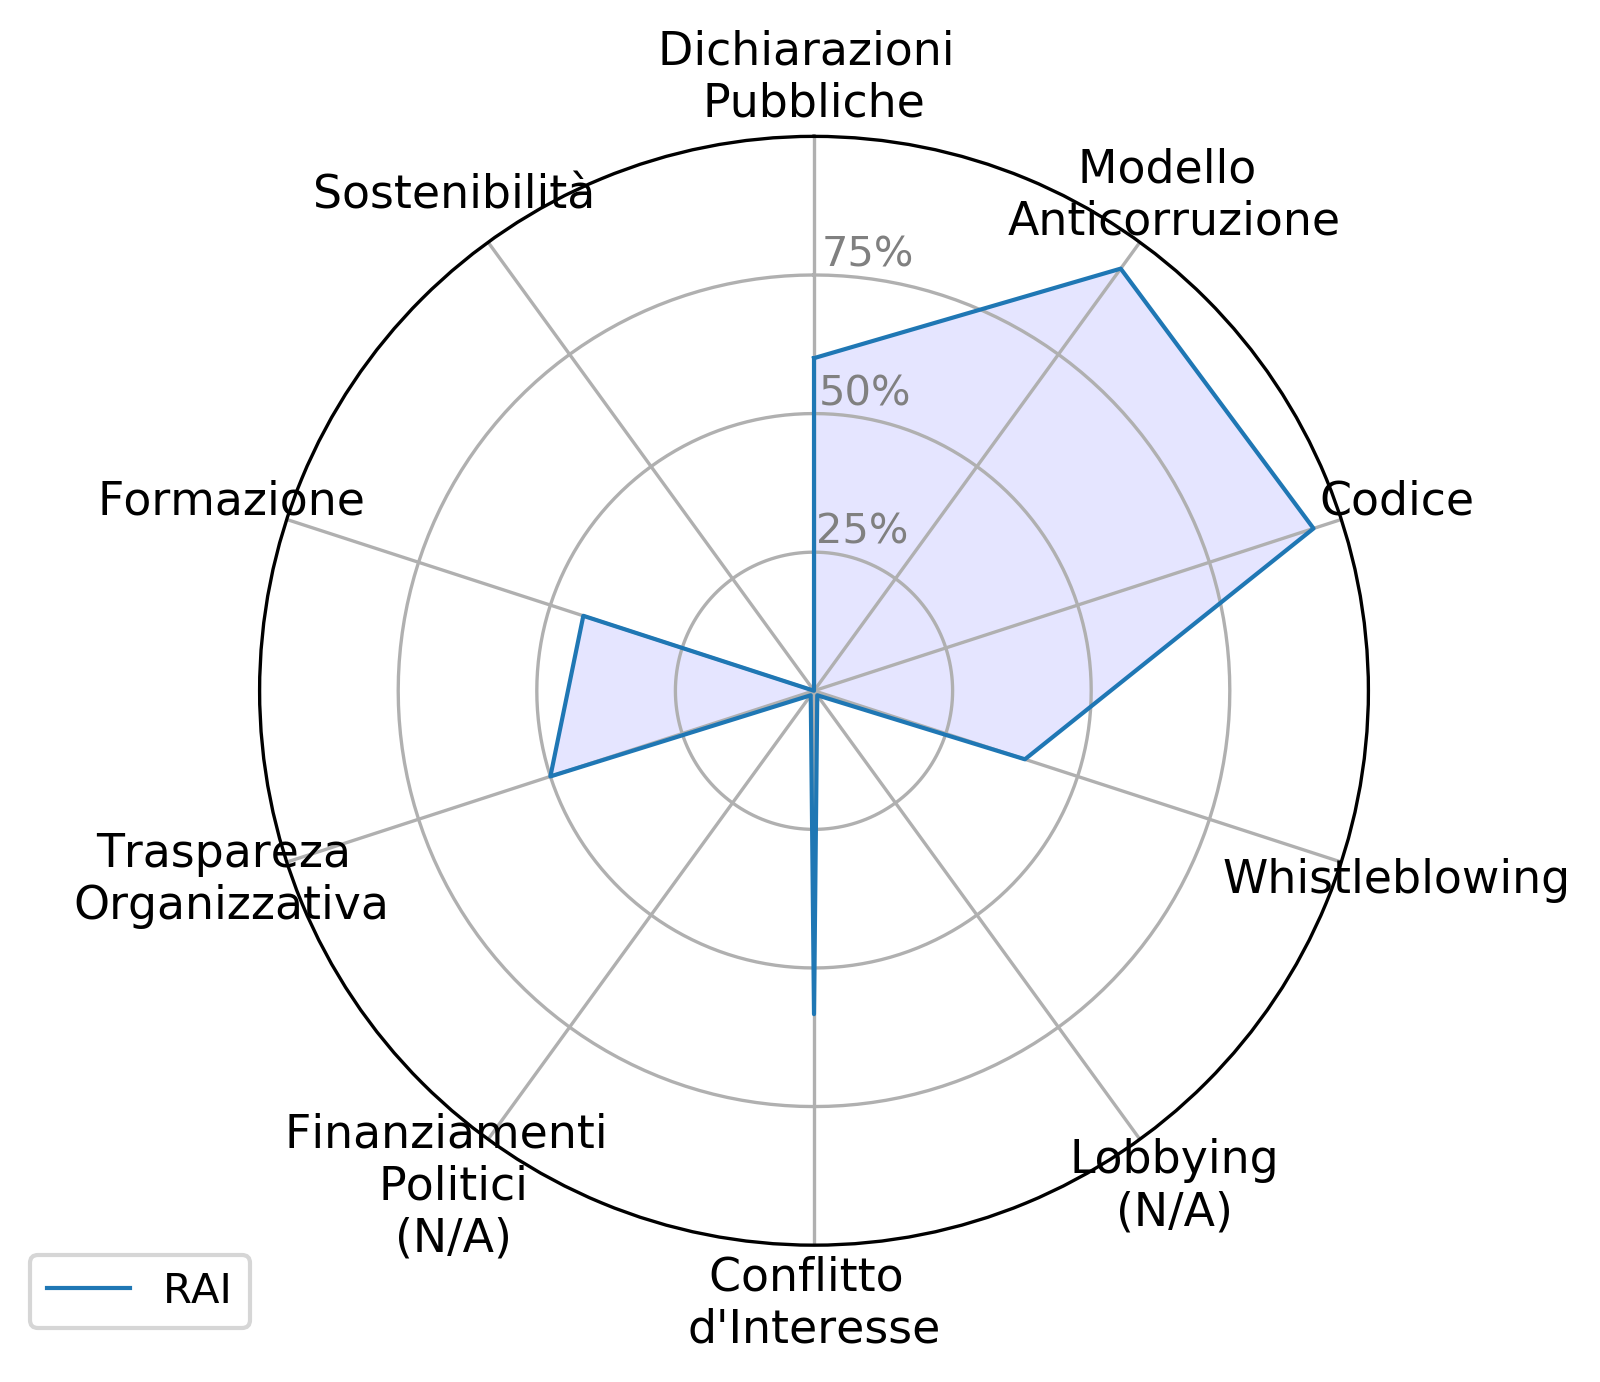 Dichiarazioni
Pubbliche
Modello
Anticorruzione
Sostenibilità
75%
50%
Formazione
Codice
25%
Traspareza
Organizzativa
Whistleblowing
Finanziamenti
Politici
(N/A)
Lobbying
(N/A)
Conflitto
d'Interesse
RAI